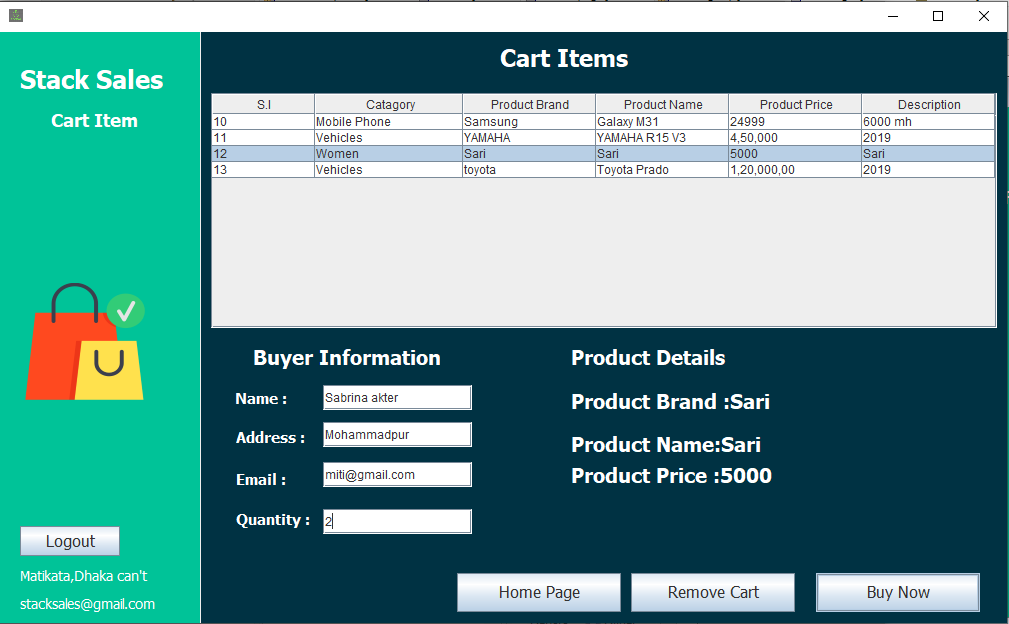 Stack Sales
Cart Item
Logout
Matikata,Dhaka can't
stacksales@gmail.com
Cart Items
S.I Catagory Product Brand Product Name Product Price Description
10 Mobile Phone Samsung Galaxy M31 24999 6000 mh
11 Vehicles YAMAHA YAMAHA R15 V3 4,50,000 2019
12 Women Sari Sari 5000 Sari
13 Vehicles toyota Toyota Prado 1,20,000,00 2019
Buyer Information
Name : Sabrina akter
Address : Mohammadpur
Email : miti@gmail.com
Quantity : 2
Product Details
Product Brand :Sari
Product Name:Sari
Product Price :5000
Home Page Remove Cart Buy Now